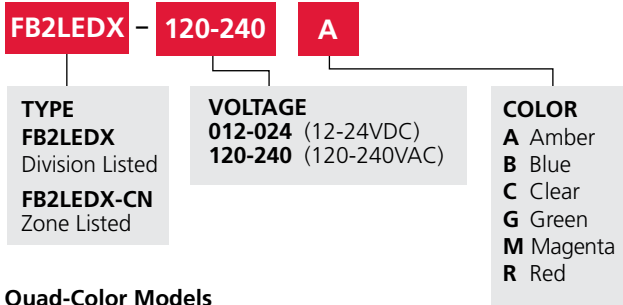 FB2LEDX – 120-240 A
TYPE
FB2LEDX
Division Listed
FB2LEDX-CN
Zone Listed
VOLTAGE
012-024 (12-24VDC)
120-240 (120-240VAC)
COLOR
A Amber
B Blue
C Clear
G Green
M Magenta
R Red
Quad-Color Models